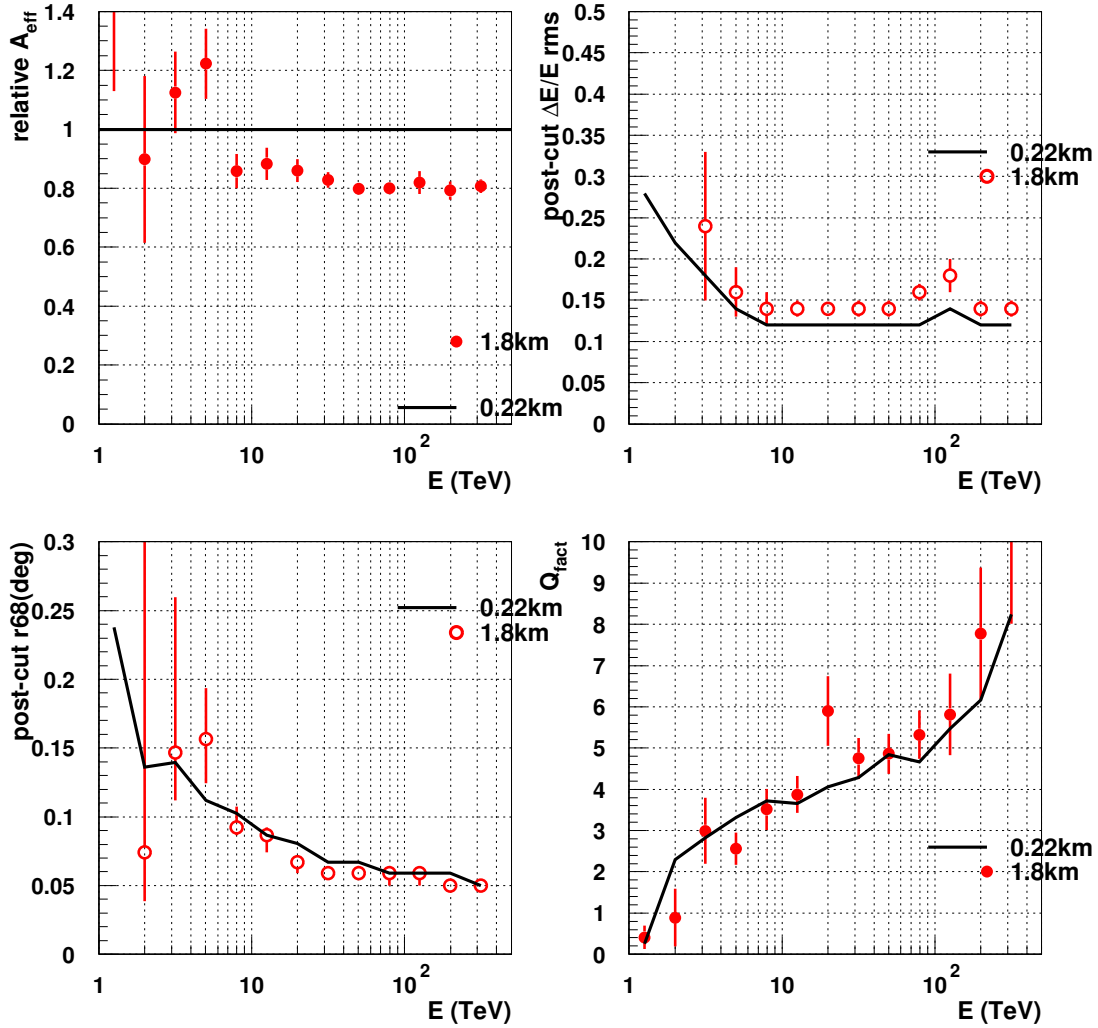 relative A_eff
1.4
1.2
1
0.8
0.6
0.4
0.2
0
1.8km
0.22km
1 10 10^2
E (TeV)
post-cut ΔE/E rms
0.5
0.45
0.4
0.35
0.3
0.25
0.2
0.15
0.1
0.05
0
0.22km
1.8km
1 10 10^2
E (TeV)
post-cut r68(deg)
0.3
0.25
0.2
0.15
0.1
0.05
0
0.22km
1.8km
1 10 10^2
E (TeV)
Q_fact
10
9
8
7
6
5
4
3
2
1
0
0.22km
1.8km
1 10 10^2
E (TeV)